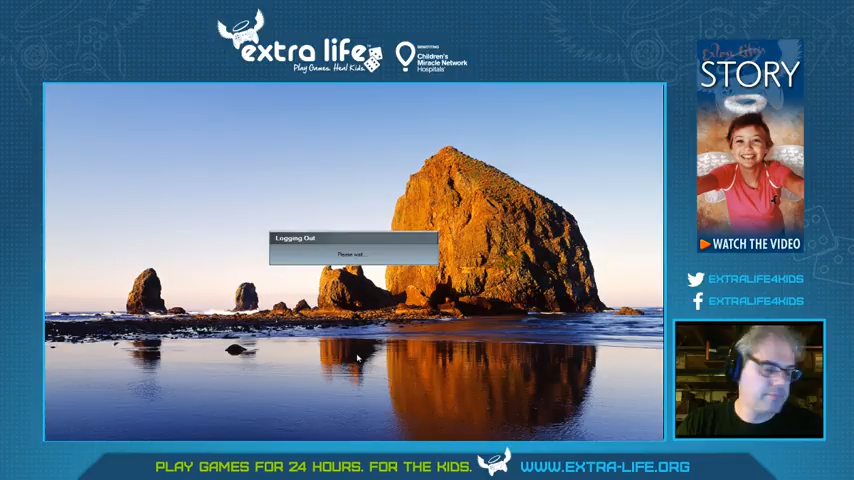 extra life
Play Games. Heal Kids.
BENEFITING
Children's
Miracle Network
Hospitals
STORY
WATCH THE VIDEO
EXTRALIFE4KIDS
EXTRALIFE4KIDS
Logging Out
Please wait...
PLAY GAMES FOR 24 HOURS. FOR THE KIDS.
WWW.EXTRA-LIFE.ORG